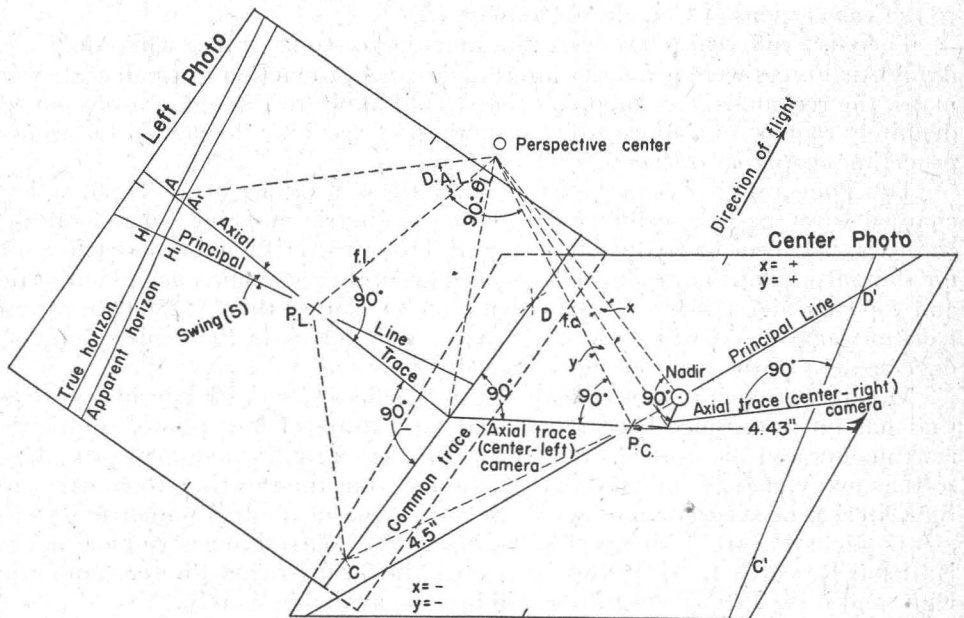 Left Photo
Perspective center
Direction of flight
D.A.L.
θ
90°
A
A₁
Axial
Principal
H
H₁
f.l.
Swing (S)
True horizon
Apparent horizon
90°
P.L.
Line
Trace
D
f.c.
x
y
Center Photo
x = +
y = +
D'
Principal Line
Nadir
90°
90°
90°
90°
90°
Axial trace (center-right)
camera
4.43"
P.C.
Axial trace
(center-left)
camera
Common trace
4.5"
C
x = -
y = -
C'